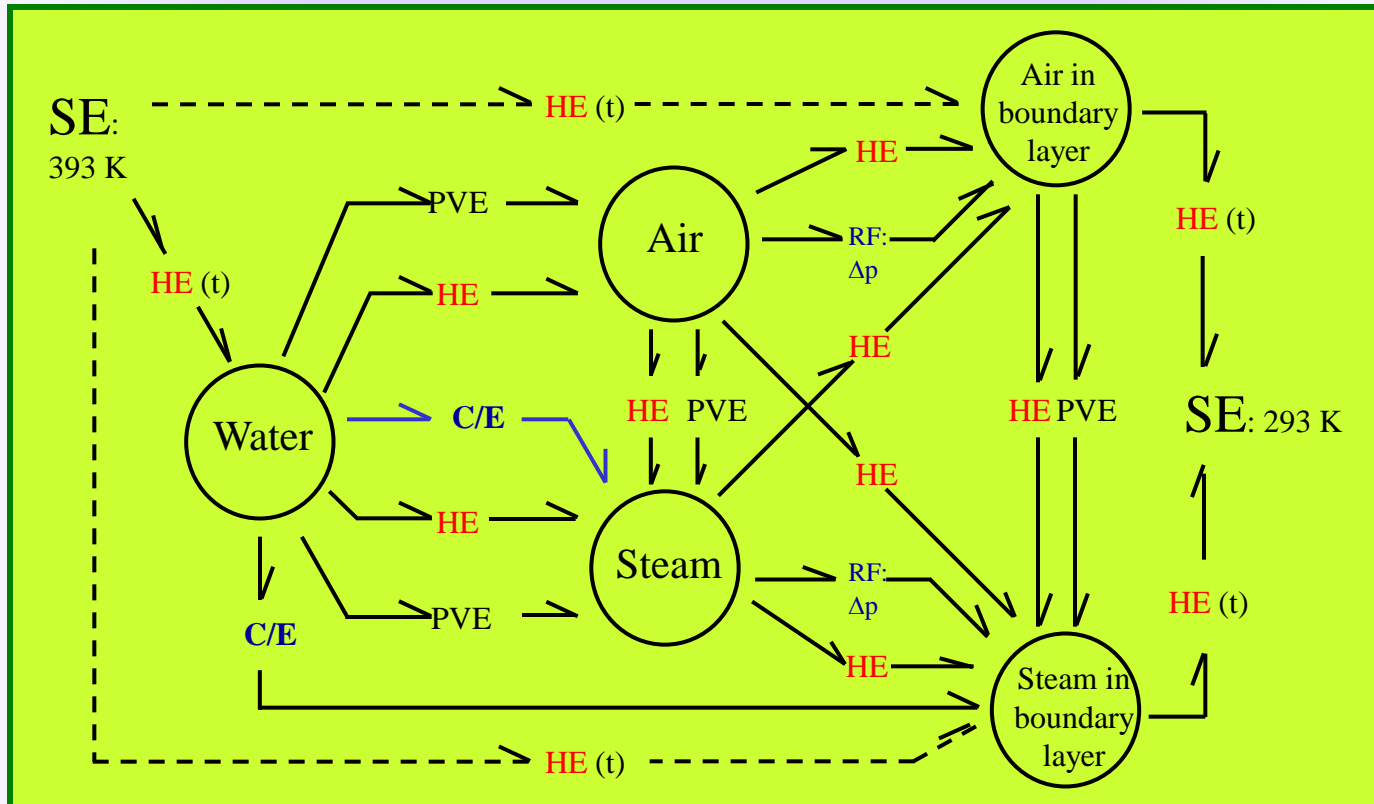 SE:
393 K
HE (t)
Air in
boundary
layer
HE
PVE
Air
RF:
Δp
HE (t)
HE (t)
HE
HE
HE PVE
HE PVE
SE: 293 K
Water
C/E
HE
HE
Steam
RF:
Δp
HE (t)
PVE
C/E
HE
Steam in
boundary
layer
HE (t)